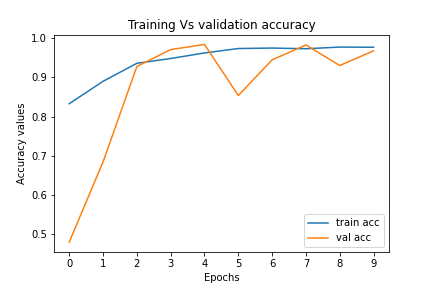 Training Vs validation accuracy
Accuracy values
1.0
0.9
0.8
0.7
0.6
0.5
train acc
val acc
0 1 2 3 4 5 6 7 8 9
Epochs